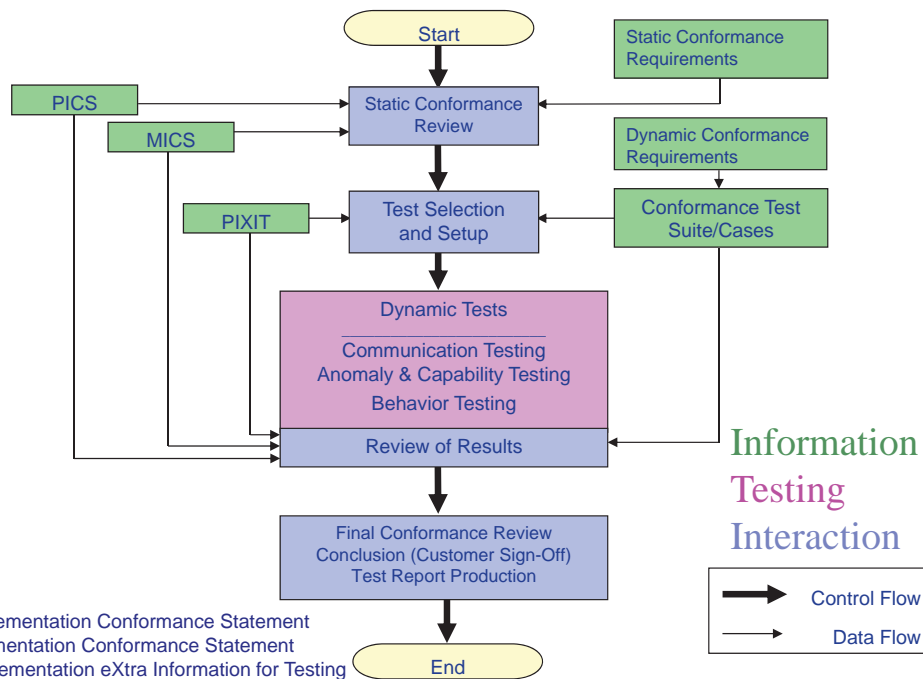 Start
Static Conformance
Requirements
PICS
Static Conformance
Review
MICS
Dynamic Conformance
Requirements
PIXIT
Test Selection
and Setup
Conformance Test
Suite/Cases
Dynamic Tests
Communication Testing
Anomaly & Capability Testing
Behavior Testing
Review of Results
Information
Testing
Interaction
Final Conformance Review
Conclusion (Customer Sign-Off)
Test Report Production
Control Flow
Data Flow
Conformance Statement
Conformance Statement
eXtra Information for Testing
End